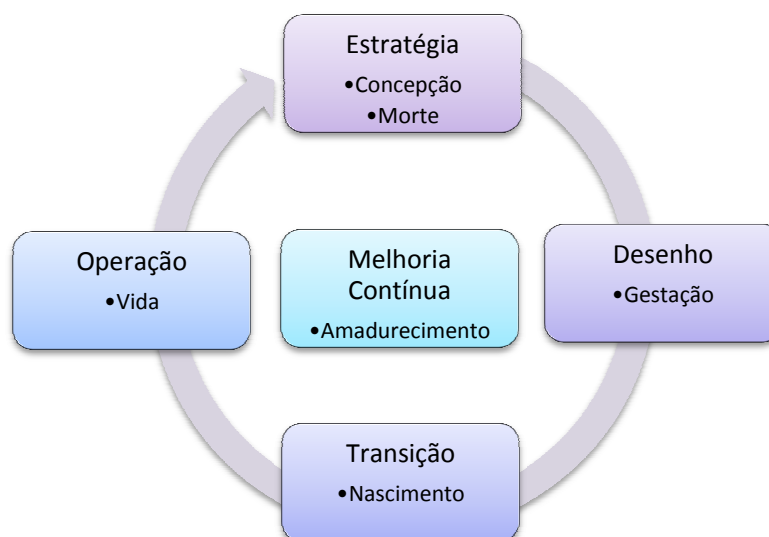 Estratégia
•Concepção
•Morte
Operação
•Vida
Melhoria
Contínua
•Amadurecimento
Desenho
•Gestação
Transição
•Nascimento